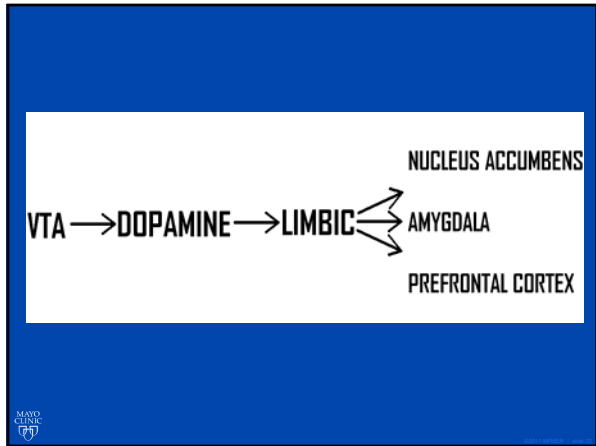 NUCLEUS ACCUMBENS
VTA DOPAMINE LIMBIC AMYGDALA
PREFRONTAL CORTEX
MAYO
CLINIC